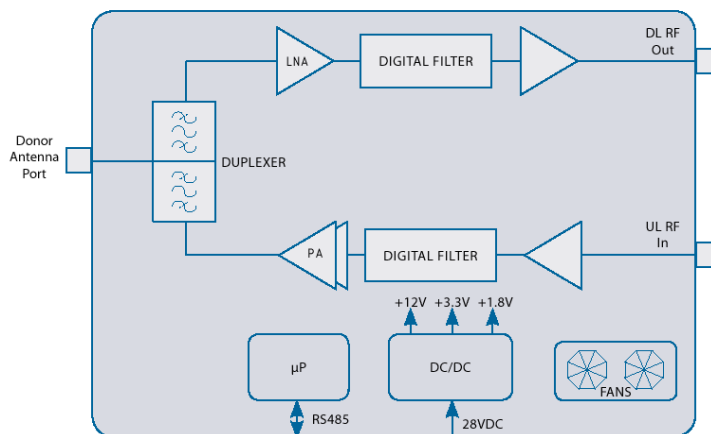 DL RF
Out
LNA
DIGITAL FILTER
Donor
Antenna
Port
DUPLEXER
UL RF
In
PA
DIGITAL FILTER
+12V +3.3V +1.8V
µP
DC/DC
FANS
RS485
28VDC